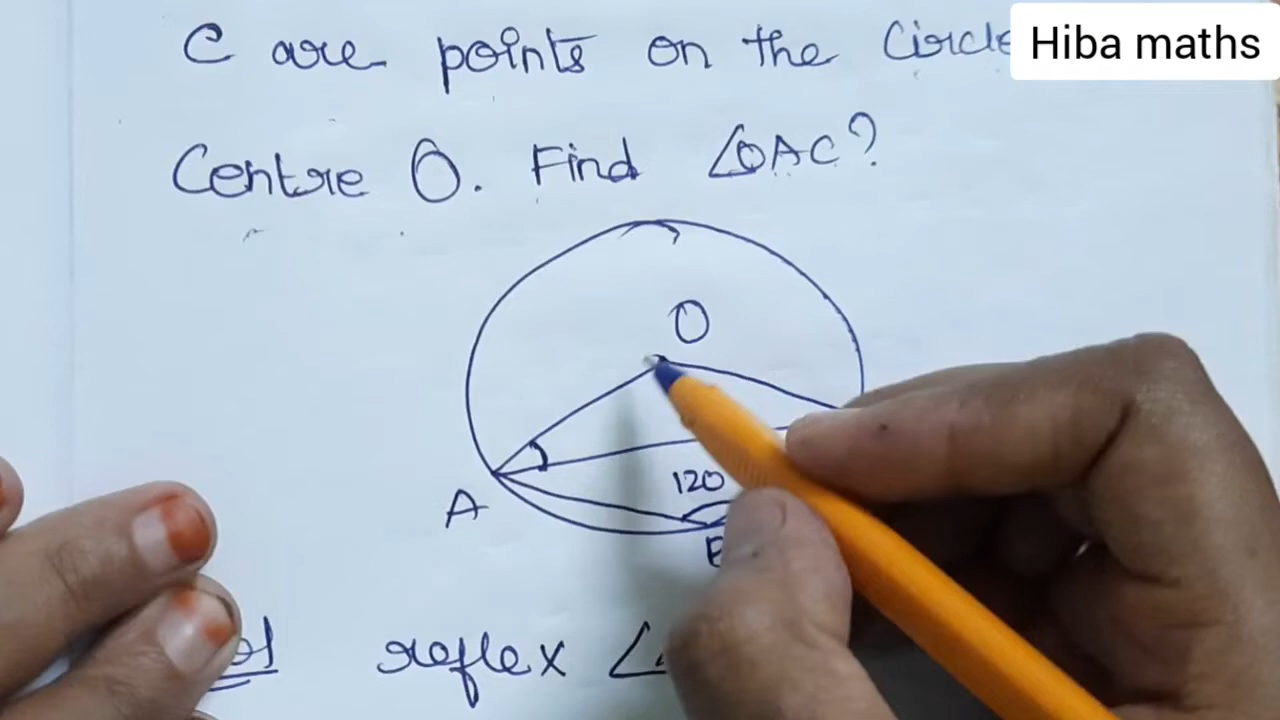 C are points on the Circle
Hiba maths
Centre O. Find ∠OAC?
O
120
A
reflex ∠